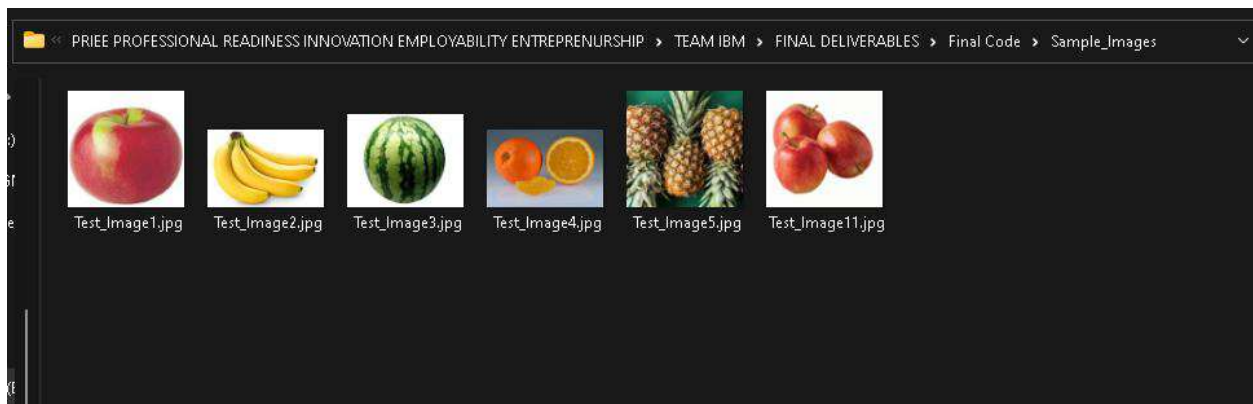 « PRIEE PROFESSIONAL READINESS INNOVATION EMPLOYABILITY ENTREPRENURSHIP > TEAM IBM > FINAL DELIVERABLES > Final Code > Sample_Images
Test_Image1.jpg Test_Image2.jpg Test_Image3.jpg Test_Image4.jpg Test_Image5.jpg Test_Image11.jpg